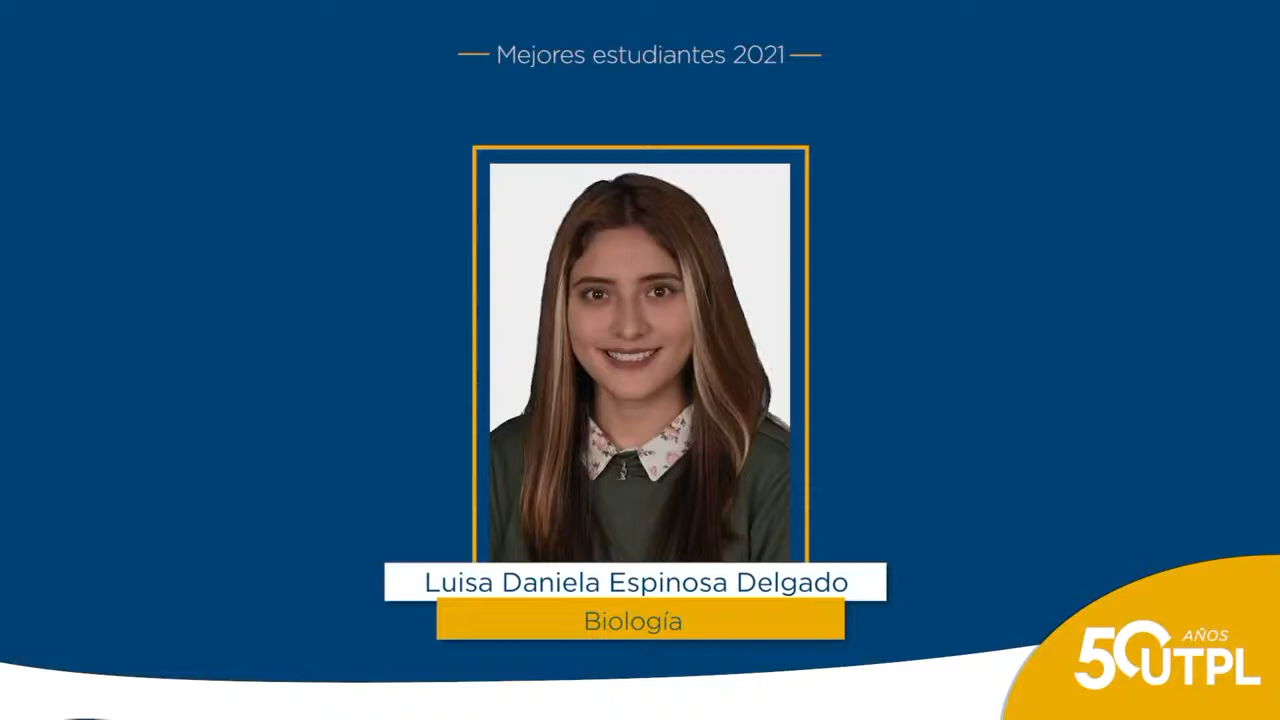 Mejores estudiantes 2021
Luisa Daniela Espinosa Delgado
Biología
50 AÑOS
UTPL